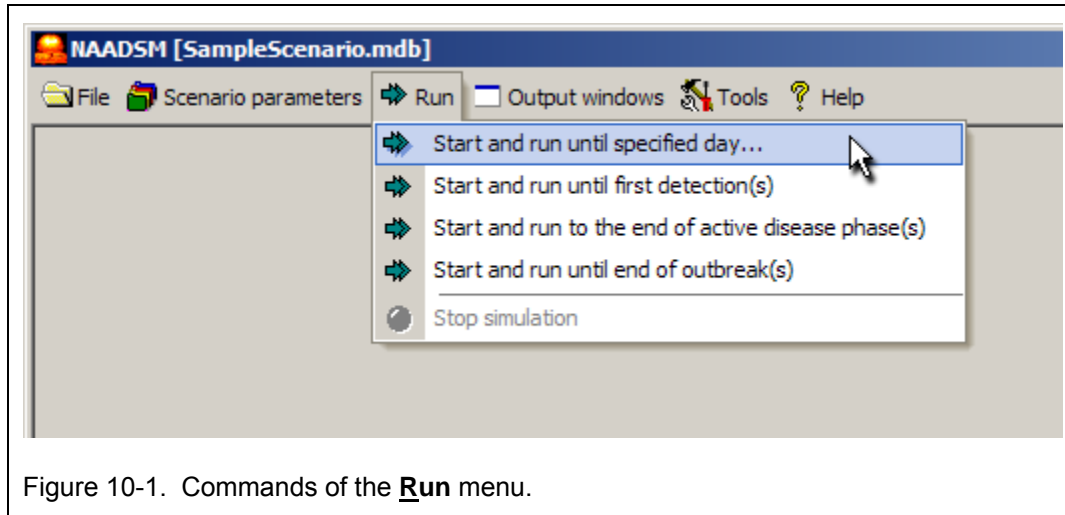 NAADSM [SampleScenario.mdb]
File Scenario parameters Run Output windows Tools ? Help
Start and run until specified day...
Start and run until first detection(s)
Start and run to the end of active disease phase(s)
Start and run until end of outbreak(s)
Stop simulation
Figure 10-1. Commands of the Run menu.